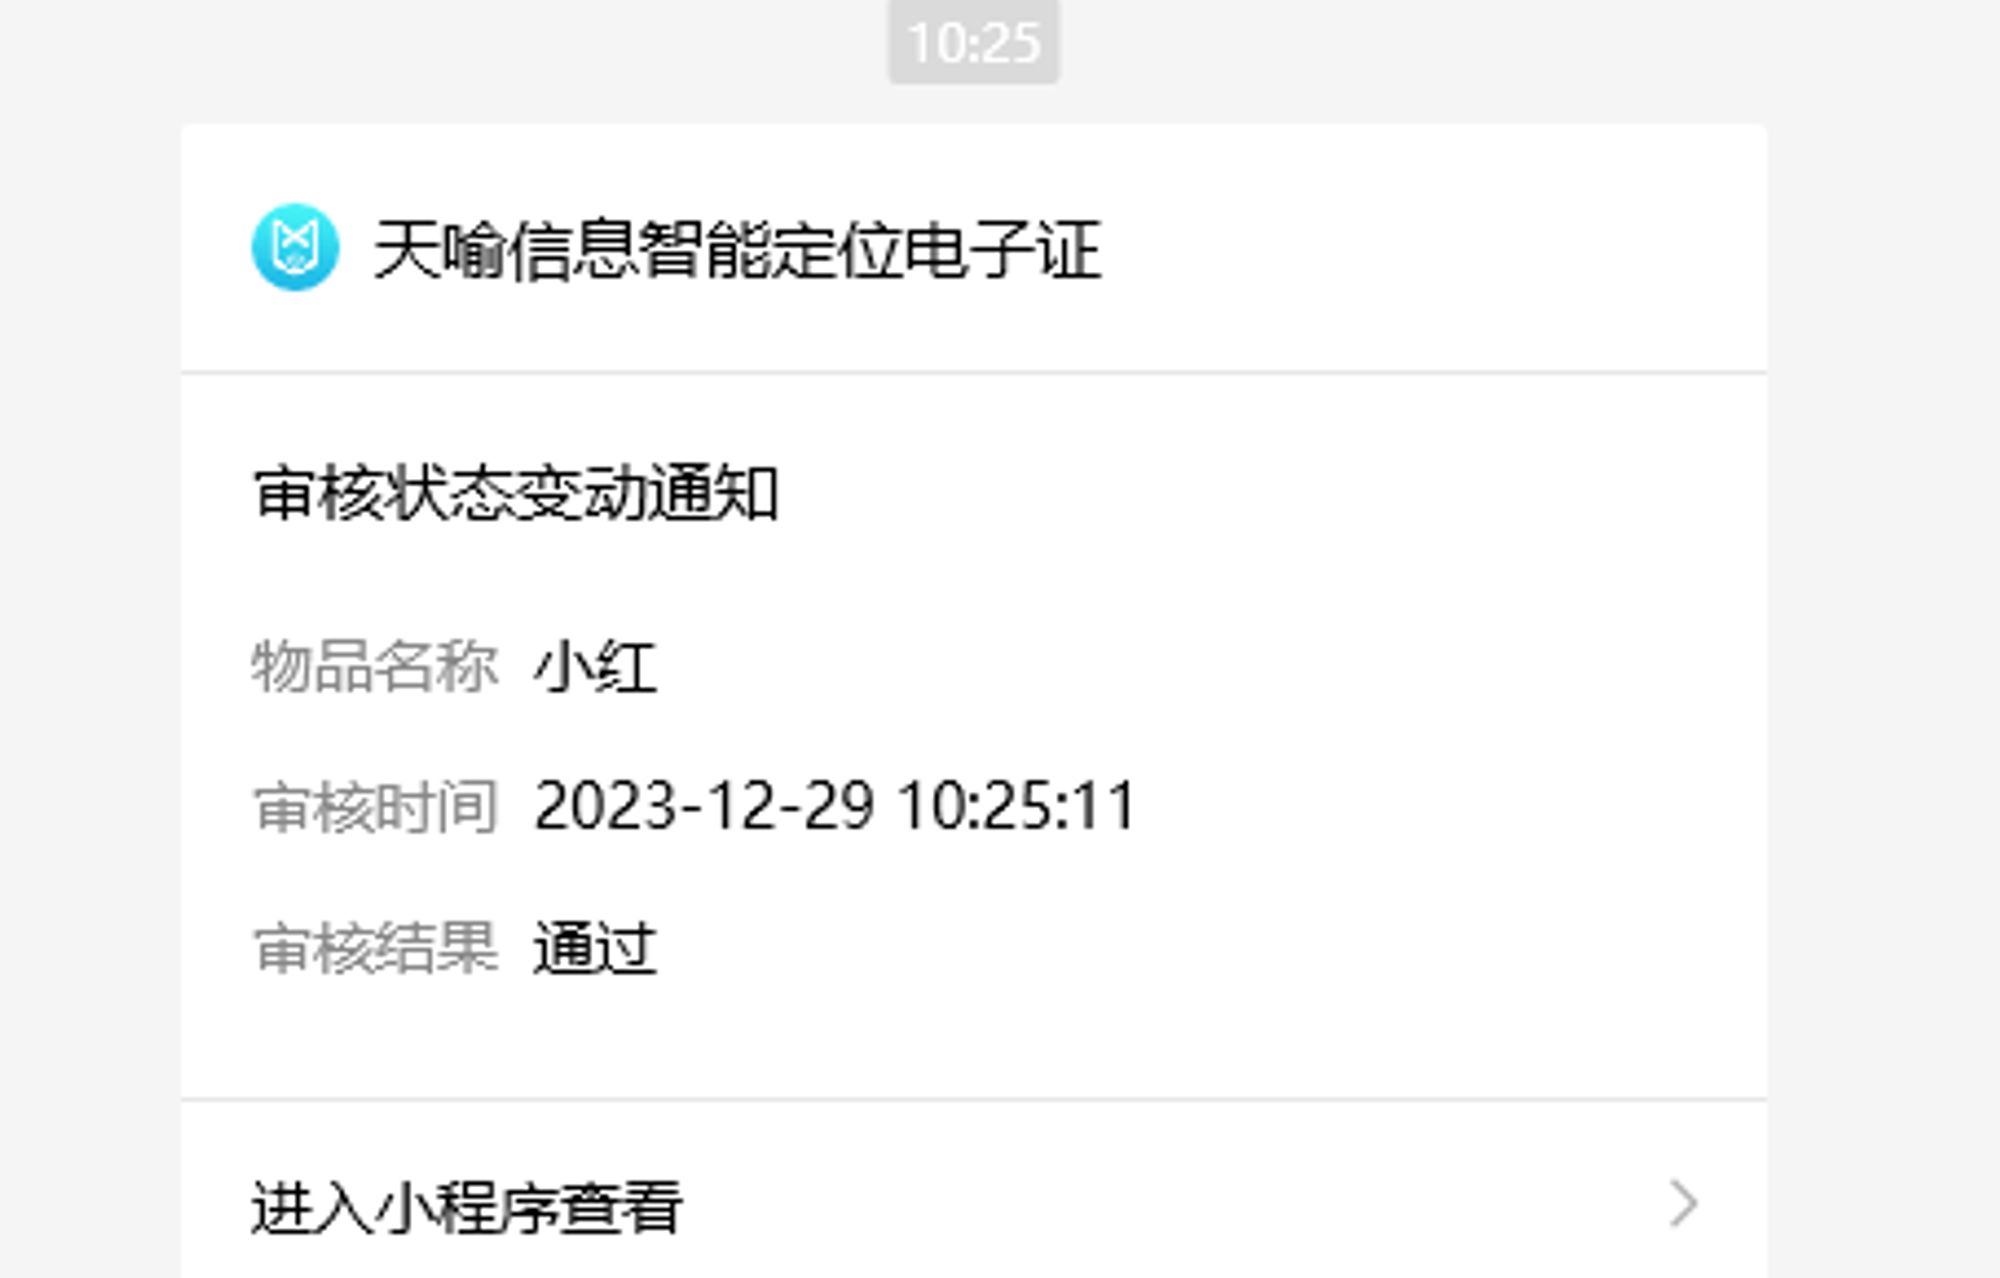 10:25
天喻信息智能定位电子证
审核状态变动通知
物品名称 小红
审核时间 2023-12-29 10:25:11
审核结果 通过
进入小程序查看